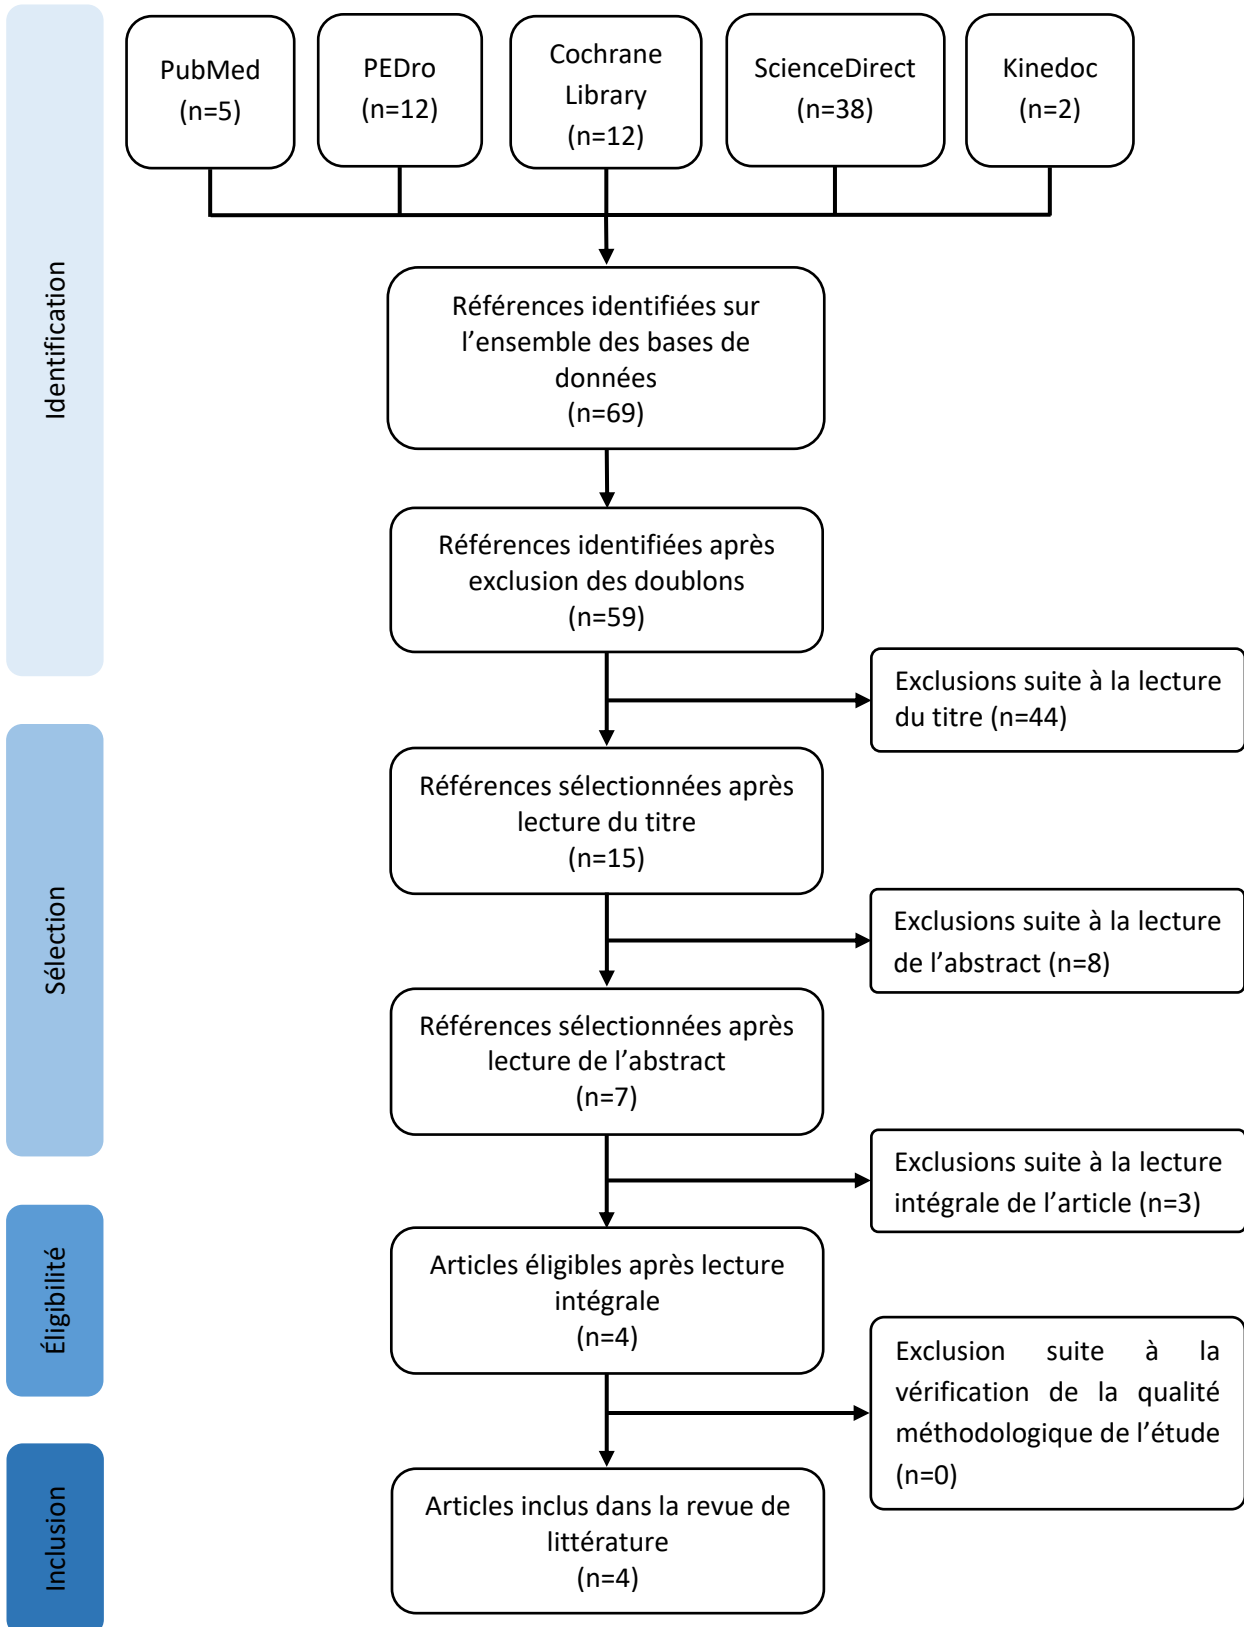 PubMed
(n=5)
PEDro
(n=12)
Cochrane
Library
(n=12)
ScienceDirect
(n=38)
Kinedoc
(n=2)
Identification
Références identifiées sur
l’ensemble des bases de
données
(n=69)
Références identifiées après
exclusion des doublons
(n=59)
Exclusions suite à la lecture
du titre (n=44)
Sélection
Références sélectionnées après
lecture du titre
(n=15)
Exclusions suite à la lecture
de l’abstract (n=8)
Références sélectionnées après
lecture de l’abstract
(n=7)
Exclusions suite à la lecture
intégrale de l’article (n=3)
Éligibilité
Articles éligibles après lecture
intégrale
(n=4)
Exclusion suite à la
vérification de la qualité
méthodologique de l’étude
(n=0)
Inclusion
Articles inclus dans la revue de
littérature
(n=4)